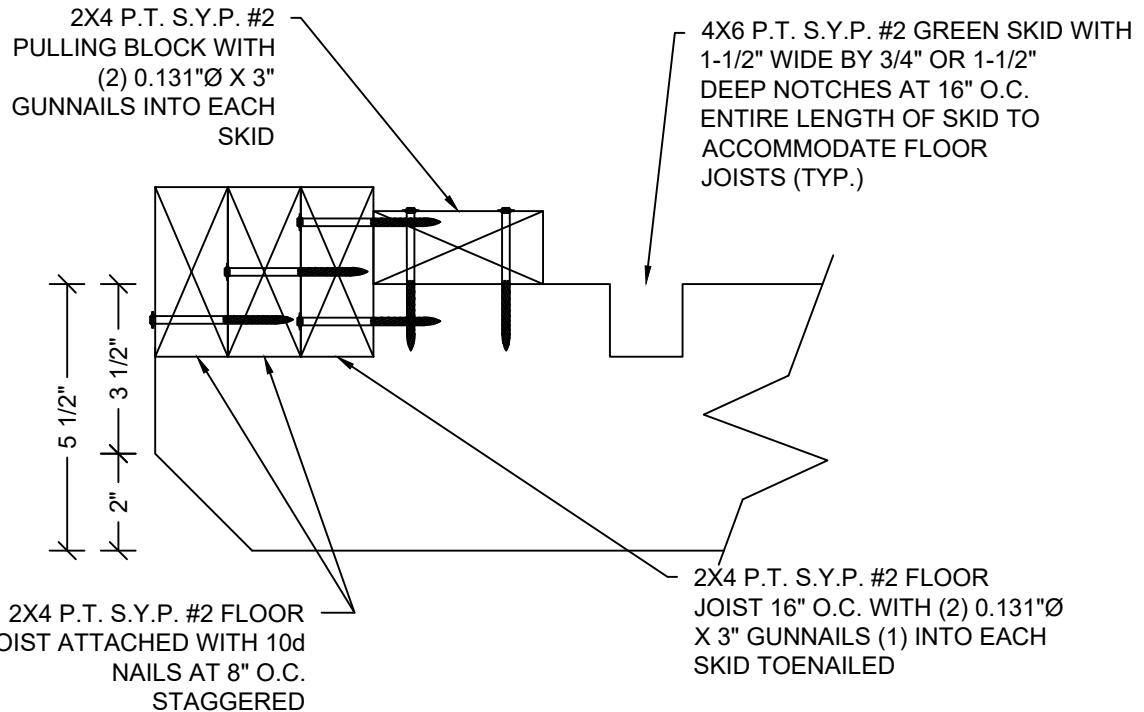 2X4 P.T. S.Y.P. #2
PULLING BLOCK WITH
(2) 0.131"Ø X 3"
GUNNAILS INTO EACH
SKID
4X6 P.T. S.Y.P. #2 GREEN SKID WITH
1-1/2" WIDE BY 3/4" OR 1-1/2"
DEEP NOTCHES AT 16" O.C.
ENTIRE LENGTH OF SKID TO
ACCOMMODATE FLOOR
JOISTS (TYP.)
5 1/2"
3 1/2"
2"
2X4 P.T. S.Y.P. #2 FLOOR
OIST ATTACHED WITH 10d
NAILS AT 8" O.C.
STAGGERED
2X4 P.T. S.Y.P. #2 FLOOR
JOIST 16" O.C. WITH (2) 0.131"Ø
X 3" GUNNAILS (1) INTO EACH
SKID TOENAILED